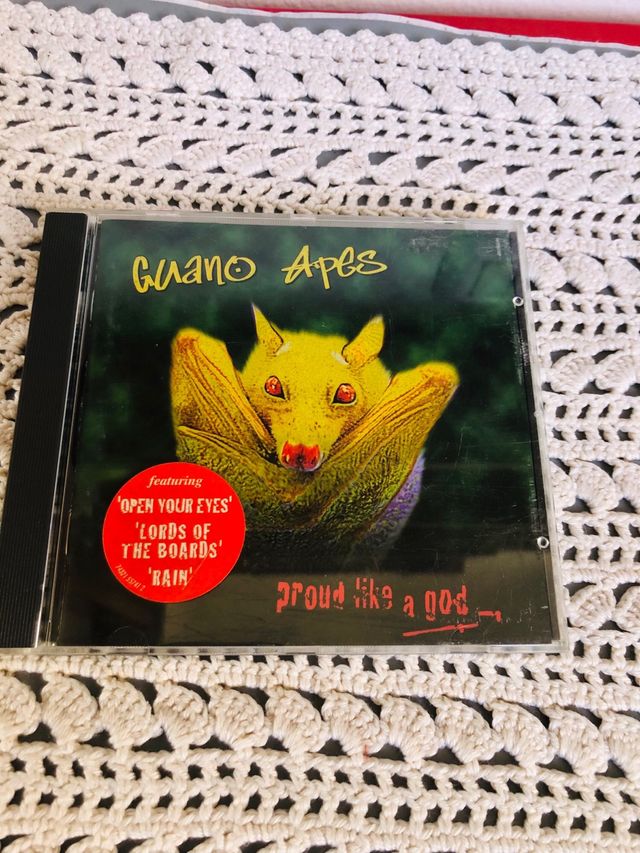 Guano Apes
featuring
'OPEN YOUR EYES'
'LORDS OF
THE BOARDS'
'RAIN'
proud like a god